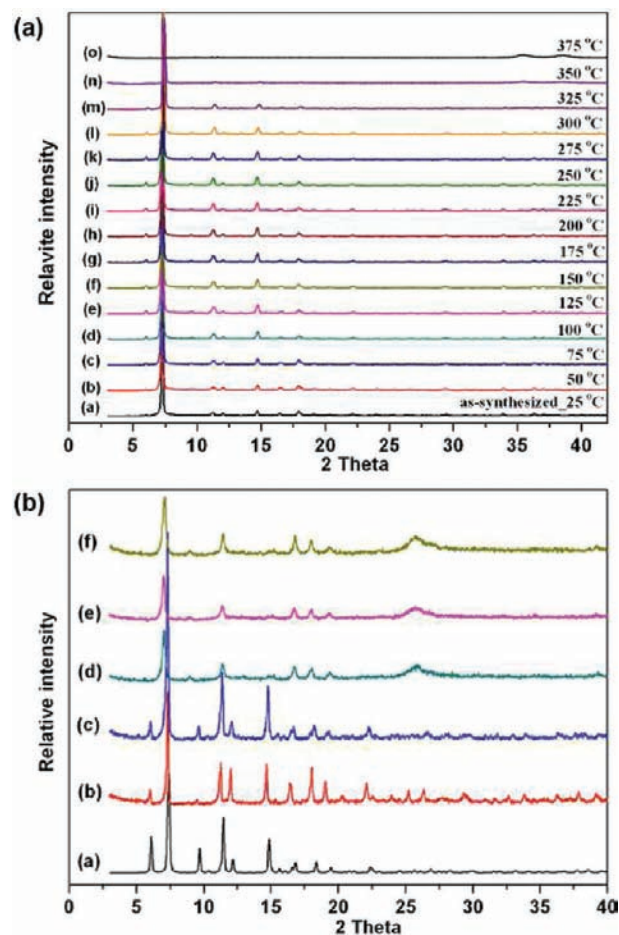 (a)
(o) 375 °C
(n) 350 °C
(m) 325 °C
(l) 300 °C
(k) 275 °C
(j) 250 °C
(i) 225 °C
(h) 200 °C
(g) 175 °C
(f) 150 °C
(e) 125 °C
(d) 100 °C
(c) 75 °C
(b) 50 °C
(a) as-synthesized_25 °C
Relavite intensity
0 5 10 15 20 25 30 35 40
2 Theta
(b)
(f)
(e)
(d)
(c)
(b)
(a)
Relative intensity
0 5 10 15 20 25 30 35 40
2 Theta